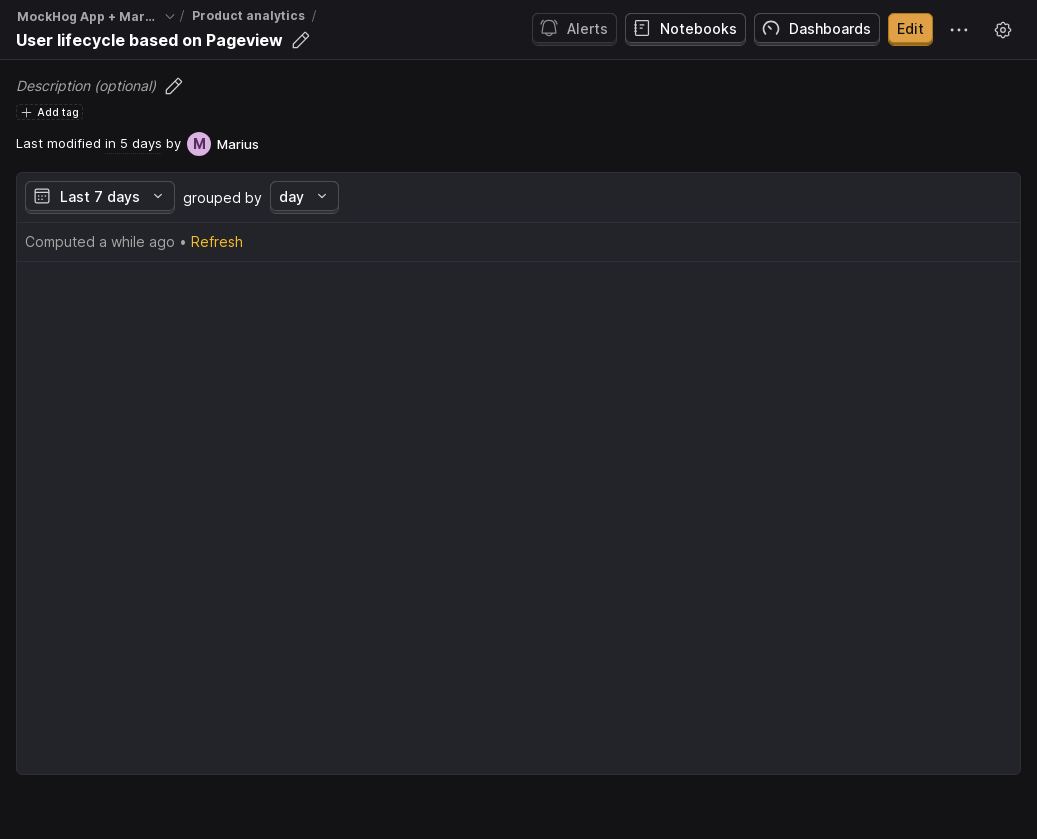 MockHog App + Mar... / Product analytics /
User lifecycle based on Pageview
Alerts Notebooks Dashboards Edit
Description (optional)
Add tag
Last modified in 5 days by M Marius
Last 7 days grouped by day
Computed a while ago • Refresh